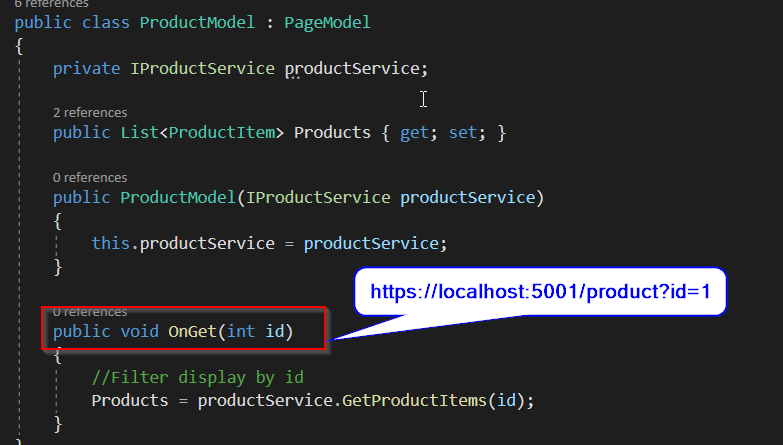 6 references
public class ProductModel : PageModel
{
private IProductService productService;
2 references
public List<ProductItem> Products { get; set; }
0 references
public ProductModel(IProductService productService)
{
this.productService = productService;
}
https://localhost:5001/product?id=1
0 references
public void OnGet(int id)
{
//Filter display by id
Products = productService.GetProductItems(id);
}
}